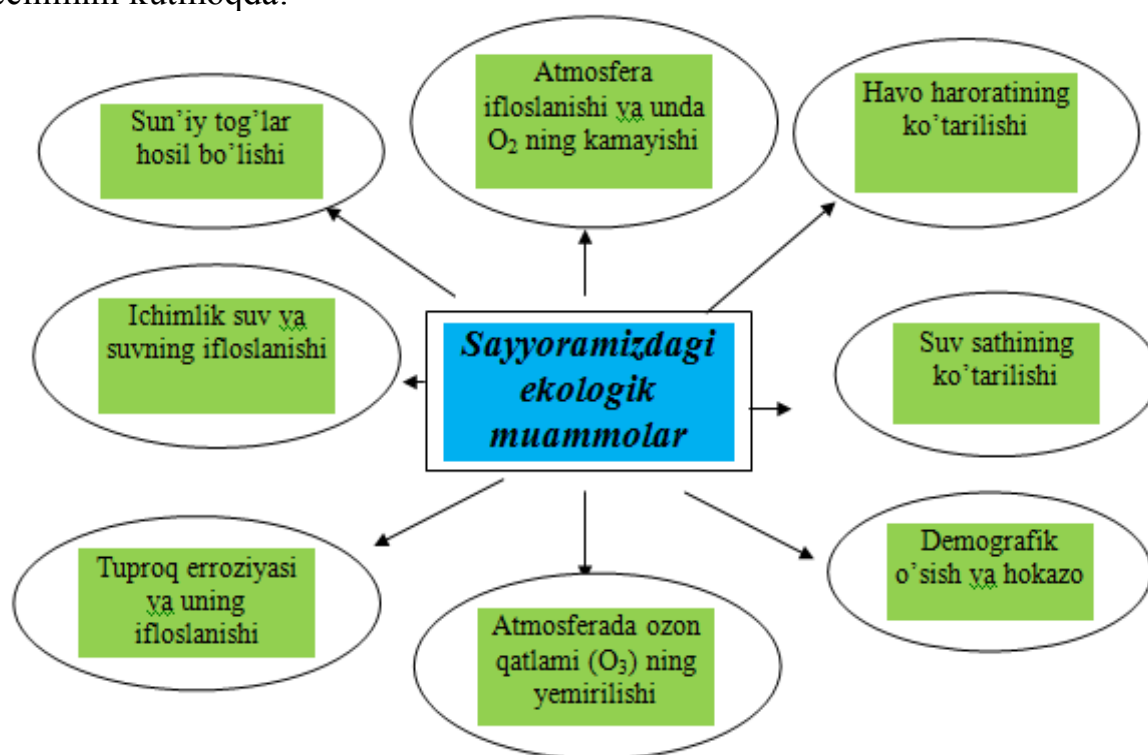 kutmoqda.
Sun’iy tog’lar
hosil bo’lishi
Atmosfera
ifloslanishi va unda
O₂ ning kamayishi
Havo haroratining
ko’tarilishi
Ichimlik suv va
suvning ifloslanishi
Sayyoramizdagi
ekologik
muammolar
Suv sathining
ko’tarilishi
Tuproq erroziyasi
va uning
ifloslanishi
Atmosferada ozon
qatlami (O₃) ning
yemirilishi
Demografik
o’sish va hokazo